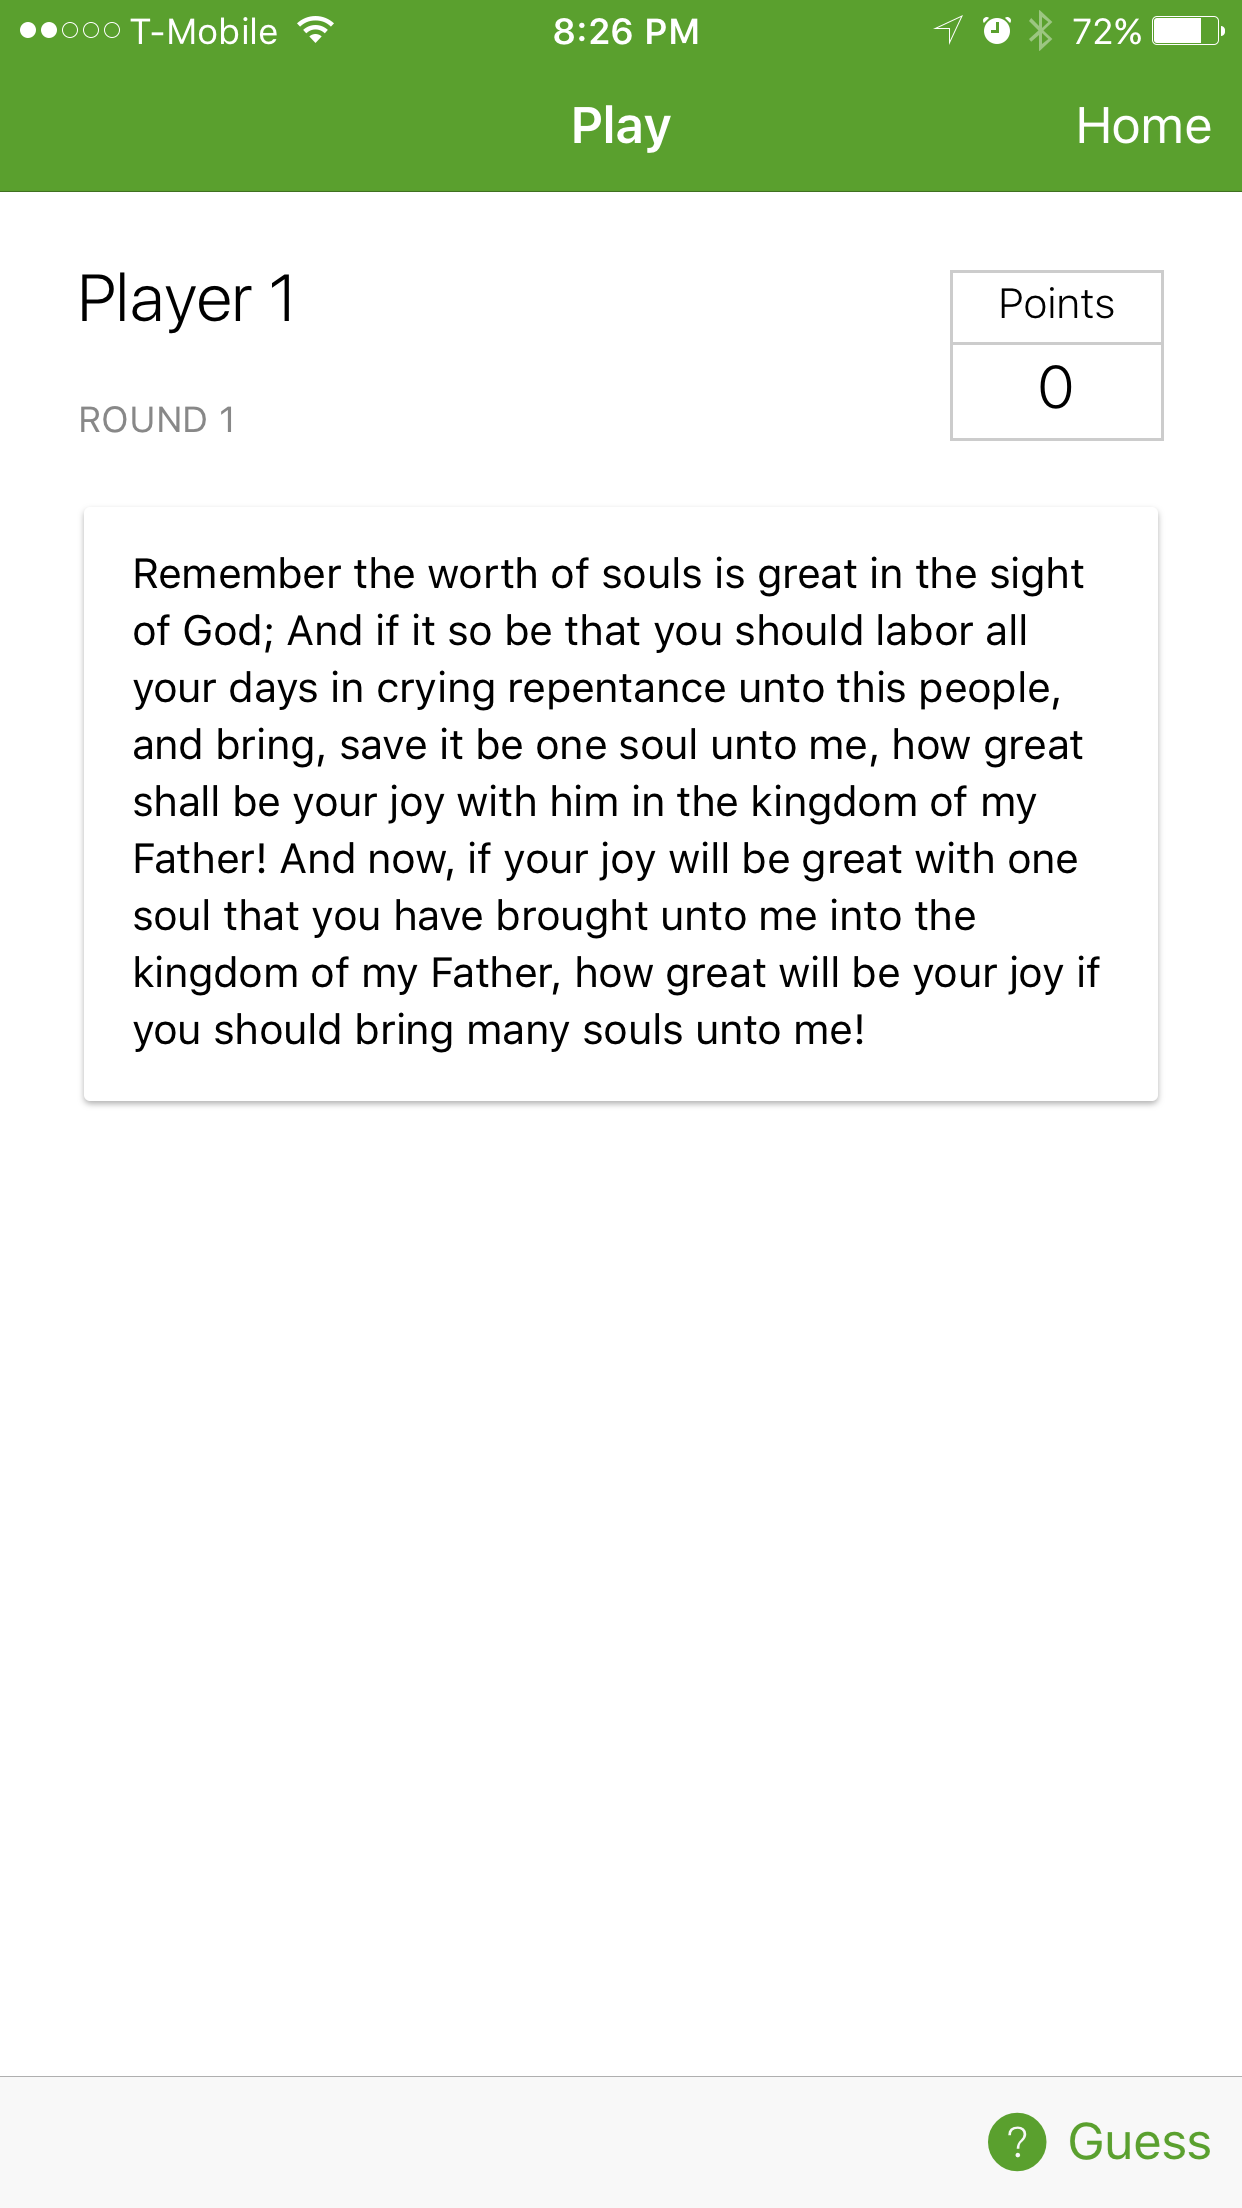 T-Mobile 8:26 PM 72%
Play Home
Player 1
Points
0
ROUND 1
Remember the worth of souls is great in the sight
of God; And if it so be that you should labor all
your days in crying repentance unto this people,
and bring, save it be one soul unto me, how great
shall be your joy with him in the kingdom of my
Father! And now, if your joy will be great with one
soul that you have brought unto me into the
kingdom of my Father, how great will be your joy if
you should bring many souls unto me!
? Guess